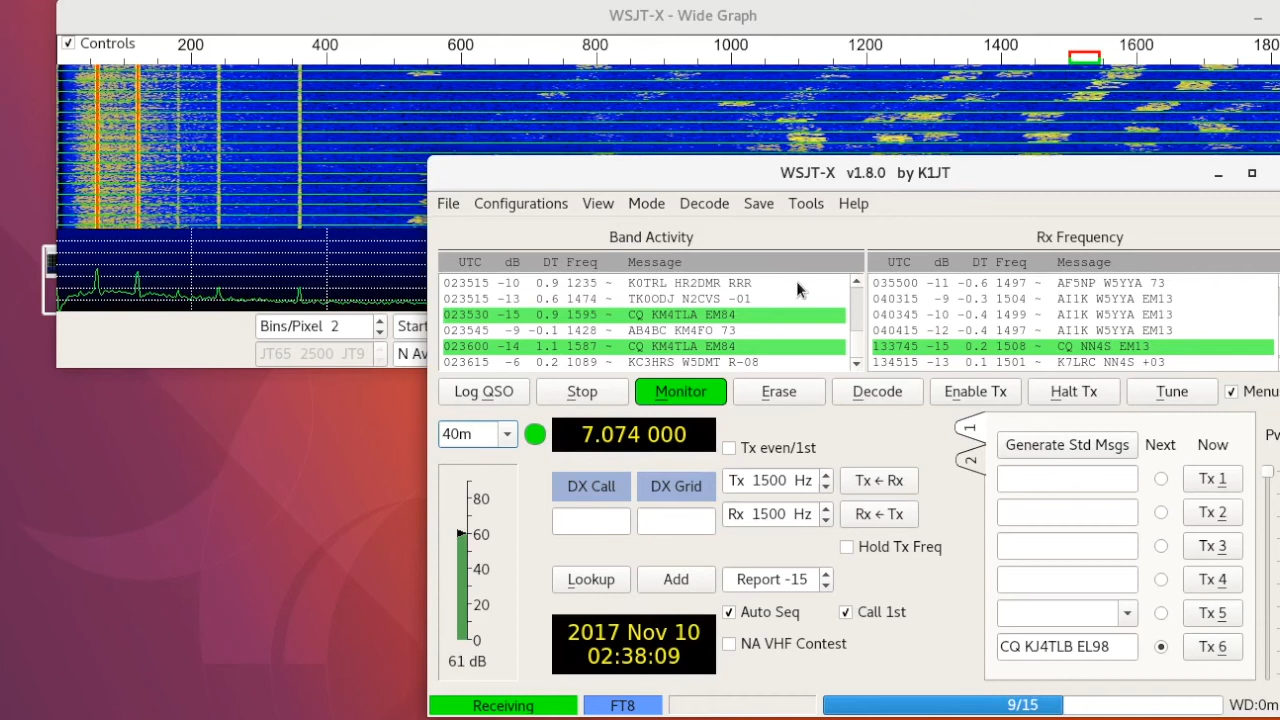 WSJT-X - Wide Graph
Controls 200 400 600 800 1000 1200 1400 1600 180
Bins/Pixel 2 Start
JT65 2500 JT9 N Av
WSJT-X v1.8.0 by K1JT
File Configurations View Mode Decode Save Tools Help
Band Activity
UTC dB DT Freq Message
023515 -10 0.9 1235 ~ K0TRL HR2DMR RRR
023515 -13 0.6 1474 ~ TK0ODJ N2CVS -01
023530 -15 0.9 1595 ~ CQ KM4TLA EM84
023545 -9 -0.1 1428 ~ AB4BC KM4FO 73
023600 -14 1.1 1587 ~ CQ KM4TLA EM84
023615 -6 0.2 1089 ~ KC3HRS W5DMT R-08
Rx Frequency
UTC dB DT Freq Message
035500 -11 -0.6 1497 ~ AF5NP W5YYA 73
040315 -9 -0.3 1504 ~ AI1K W5YYA EM13
040345 -10 -0.4 1499 ~ AI1K W5YYA EM13
040415 -12 -0.4 1497 ~ AI1K W5YYA EM13
133745 -15 0.2 1508 ~ CQ NN4S EM13
134515 -13 0.1 1501 ~ K7LRC NN4S +03
Log QSO Stop Monitor Erase Decode Enable Tx Halt Tx Tune Menu
40m 7.074 000
Tx even/1st
DX Call DX Grid Tx 1500 Hz Tx ← Rx
Rx 1500 Hz Rx ← Tx
Hold Tx Freq
Lookup Add Report -15
Auto Seq Call 1st
NA VHF Contest
2017 Nov 10
02:38:09
80
60
40
20
0
61 dB
1
2
Generate Std Msgs Next Now
Pw
Tx 1
Tx 2
Tx 3
Tx 4
Tx 5
CQ KJ4TLB EL98 Tx 6
Receiving FT8 9/15 WD:0m